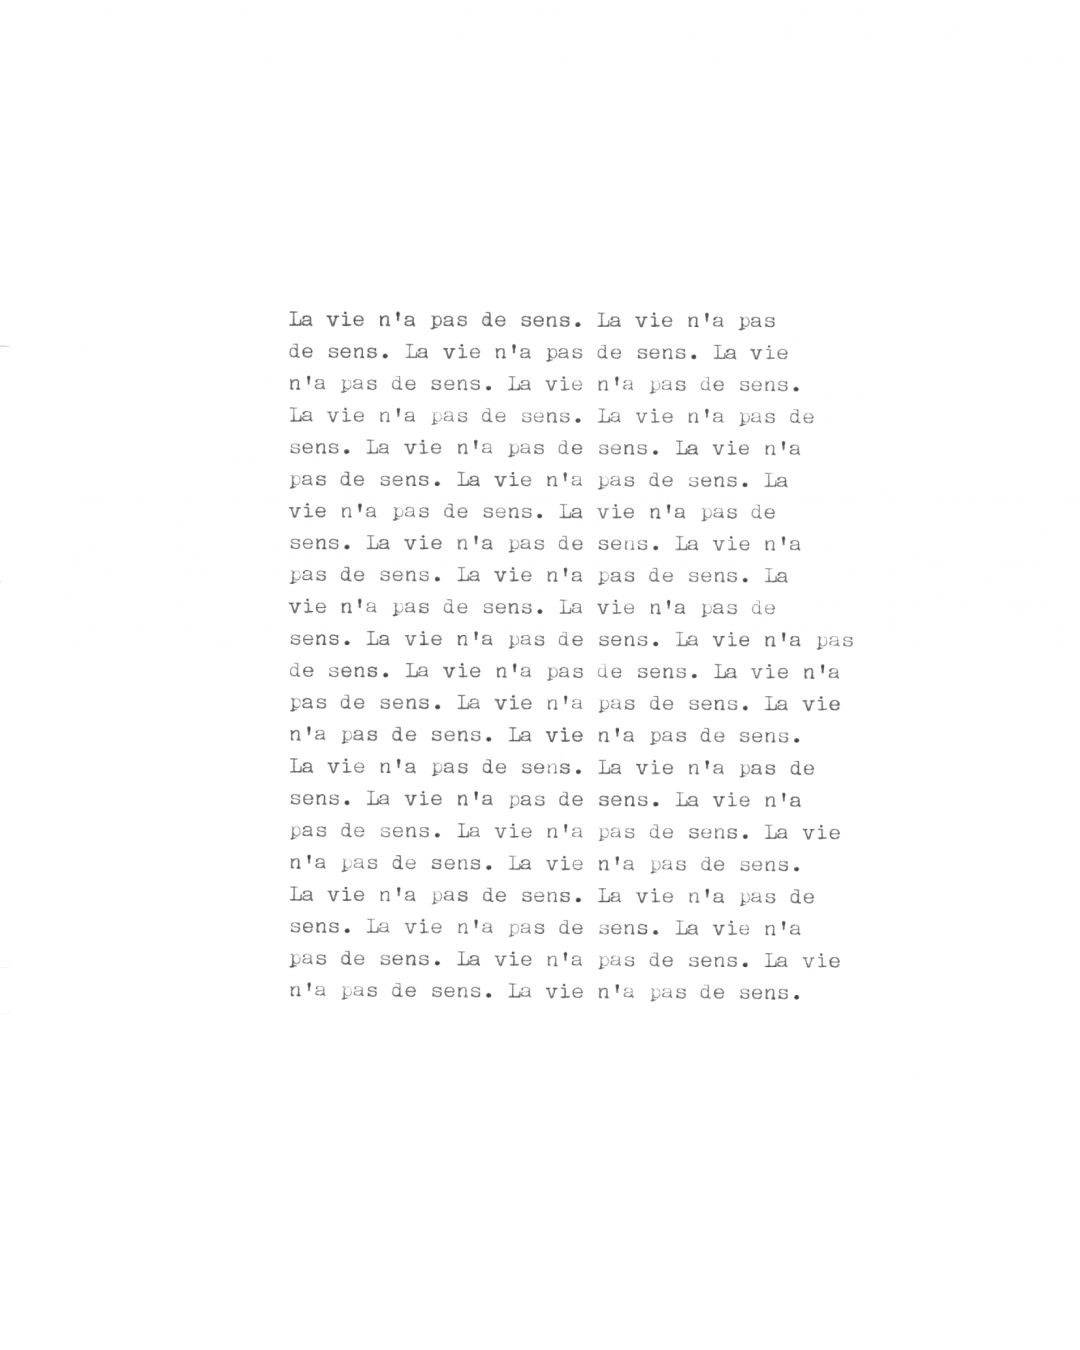 La vie n'a pas de sens. La vie n'a pas
de sens. La vie n'a pas de sens. La vie
n'a pas de sens. La vie n'a pas de sens.
La vie n'a pas de sens. La vie n'a pas de
sens. La vie n'a pas de sens. La vie n'a
pas de sens. La vie n'a pas de sens. La
vie n'a pas de sens. La vie n'a pas de
sens. La vie n'a pas de sens. La vie n'a
pas de sens. La vie n'a pas de sens. La
vie n'a pas de sens. La vie n'a pas de
sens. La vie n'a pas de sens. La vie n'a pas
de sens. La vie n'a pas de sens. La vie n'a
pas de sens. La vie n'a pas de sens. La vie
n'a pas de sens. La vie n'a pas de sens.
La vie n'a pas de sens. La vie n'a pas de
sens. La vie n'a pas de sens. La vie n'a
pas de sens. La vie n'a pas de sens. La vie
n'a pas de sens. La vie n'a pas de sens.
La vie n'a pas de sens. La vie n'a pas de
sens. La vie n'a pas de sens. La vie n'a
pas de sens. La vie n'a pas de sens. La vie
n'a pas de sens. La vie n'a pas de sens.